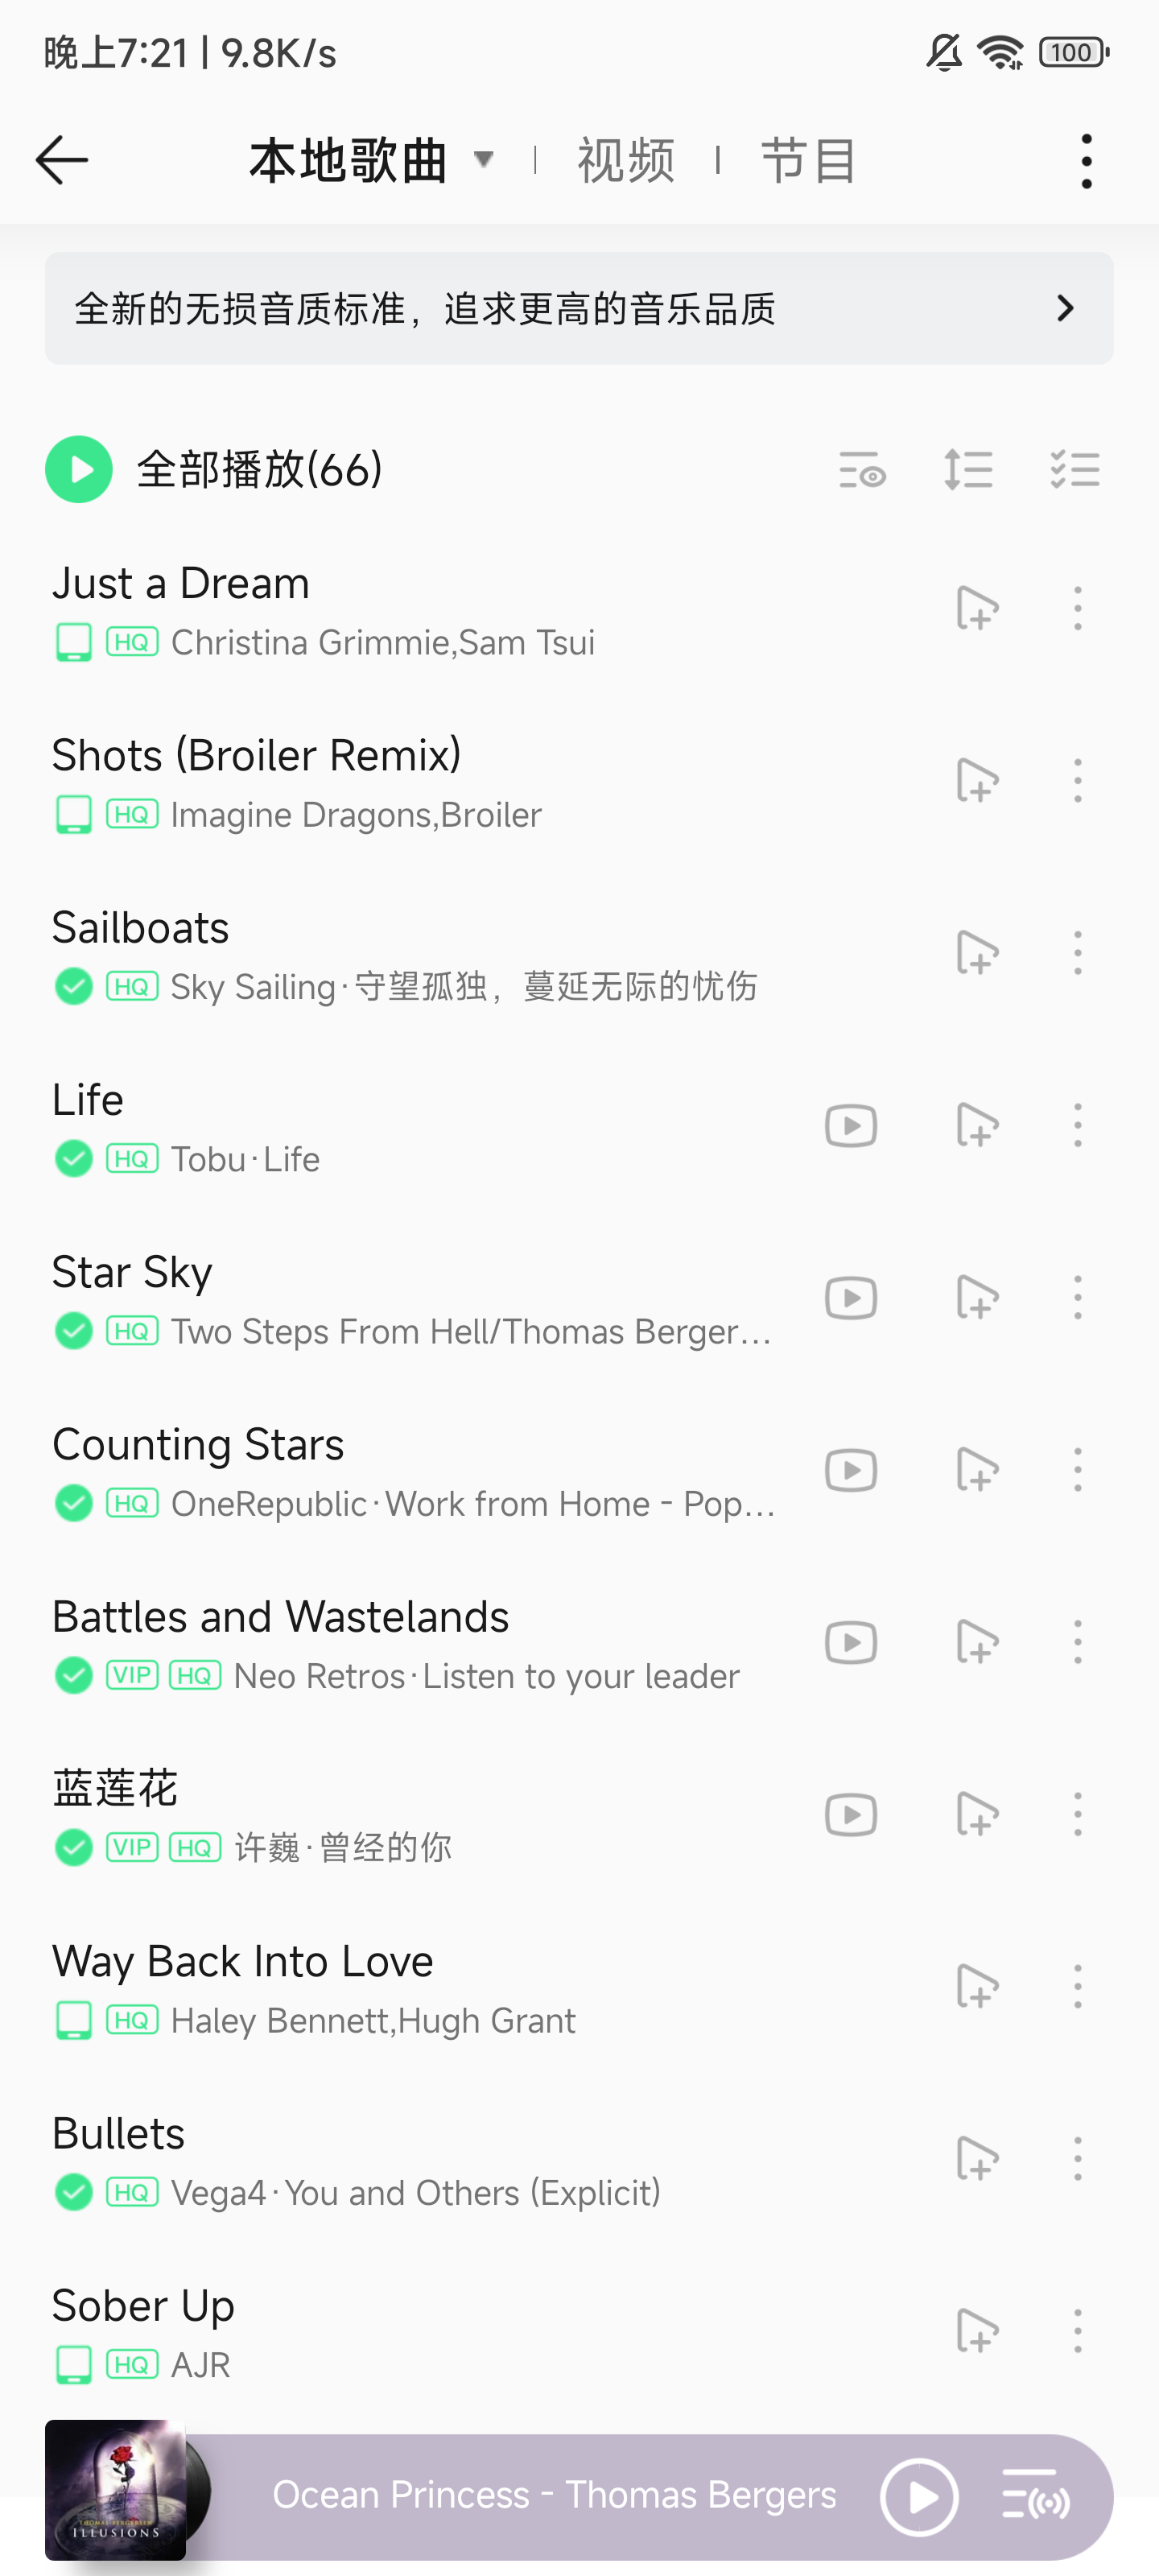 晚上7:21 | 9.8K/s
100
本地歌曲 | 视频 | 节目
全新的无损音质标准，追求更高的音乐品质
全部播放(66)
Just a Dream
HQ Christina Grimmie,Sam Tsui
Shots (Broiler Remix)
HQ Imagine Dragons,Broiler
Sailboats
HQ Sky Sailing·守望孤独，蔓延无际的忧伤
Life
HQ Tobu·Life
Star Sky
HQ Two Steps From Hell/Thomas Berger...
Counting Stars
HQ OneRepublic·Work from Home - Pop...
Battles and Wastelands
VIP HQ Neo Retros·Listen to your leader
蓝莲花
VIP HQ 许巍·曾经的你
Way Back Into Love
HQ Haley Bennett,Hugh Grant
Bullets
HQ Vega4·You and Others (Explicit)
Sober Up
HQ AJR
THOMAS BERGERSEN
ILLUSIONS
Ocean Princess - Thomas Bergers